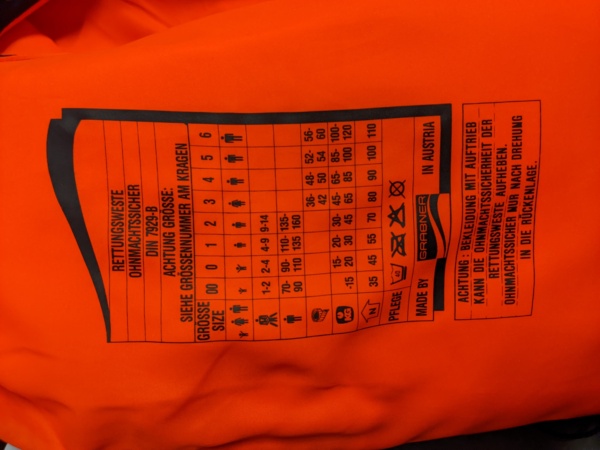 RETTUNGSWESTE
OHNMACHTSSICHER
DIN 7929-B
ACHTUNG GRÖSSE:
SIEHE GRÖSSENNUMMER AM KRAGEN
GRÖSSE
SIZE 00 0 1 2 3 4 5 6
1-2 2-4 4-9 9-14
70-90 90-110 110-135 135-160
36-42 48-50 52-54 56-60
-15 15-20 20-30 30-45 45-65 65-85 85-100 100-120
N 35 45 55 70 80 90 100 110
PFLEGE
MADE BY GRABNER IN AUSTRIA
ACHTUNG: BEKLEIDUNG MIT AUFTRIEB
KANN DIE OHNMACHTSSICHERHEIT DER
RETTUNGSWESTE AUFHEBEN.
OHNMACHTSSICHER NUR NACH DREHUNG
IN DIE RÜCKENLAGE.